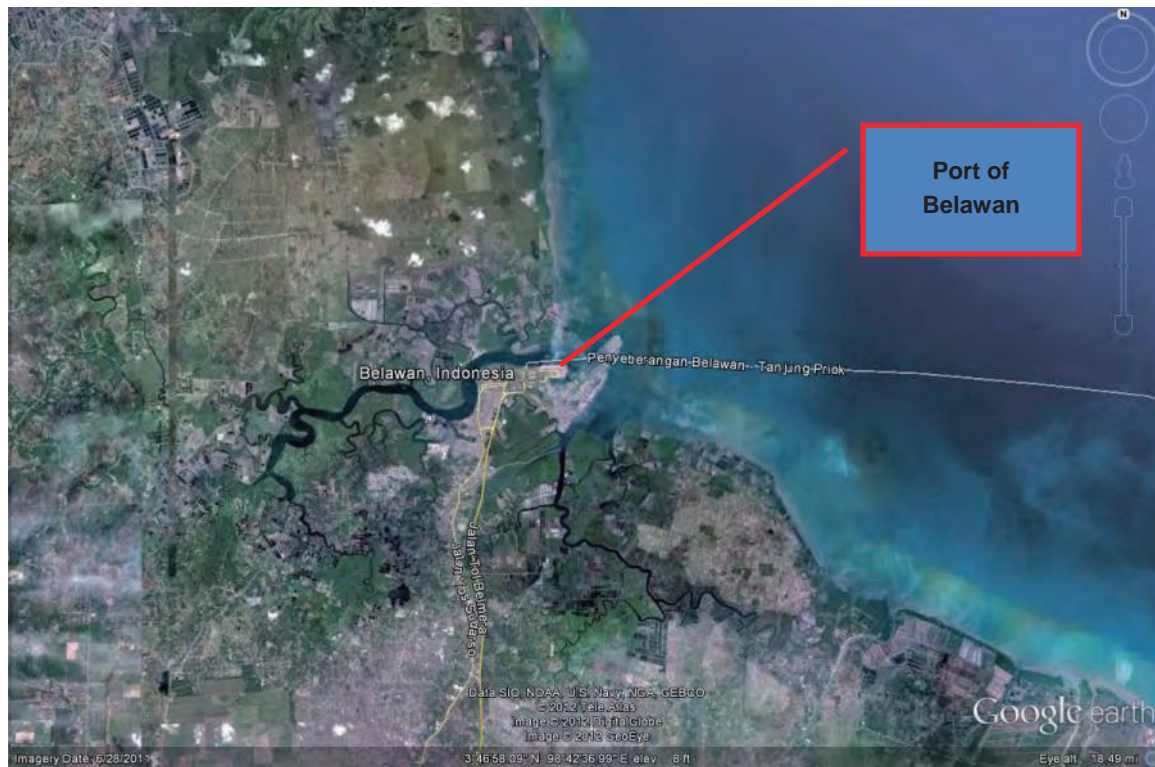 N
Port of
Belawan
Penyeberangan Belawan - Tanjung Priok
Belawan, Indonesia
Jalan Tol Belmera
Jalan Yos Sudarso
Data SIO, NOAA, U.S. Navy, NGA, GEBCO
© 2012 Tele Atlas
Image © 2012 DigitalGlobe
Image © 2012 GeoEye
Google earth
Imagery Date: 6/28/2011
3°46'58.09" N 98°42'36.99" E elev 8 ft
Eye alt 18.49 mi